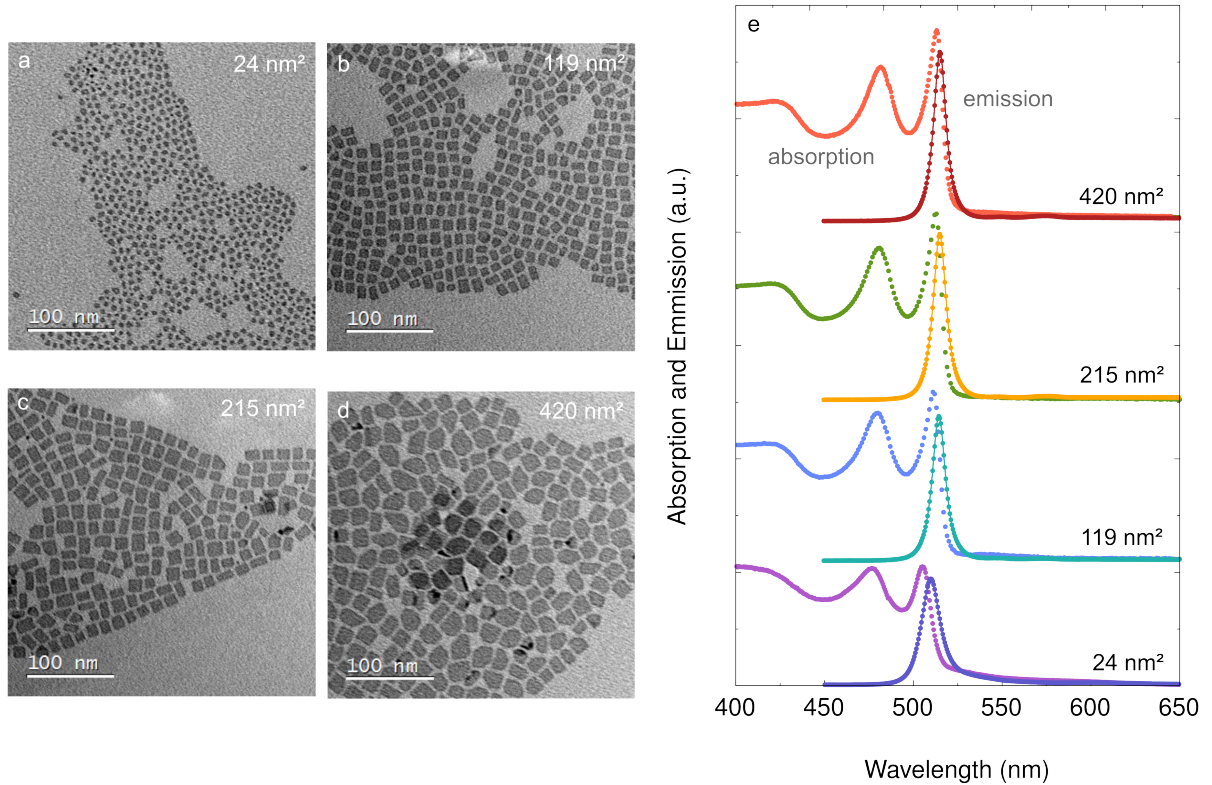 a
24 nm²
100 nm
b
119 nm²
100 nm
c
215 nm²
100 nm
d
420 nm²
100 nm
e
emission
absorption
420 nm²
215 nm²
119 nm²
24 nm²
Absorption and Emmission (a.u.)
400 450 500 550 600 650
Wavelength (nm)